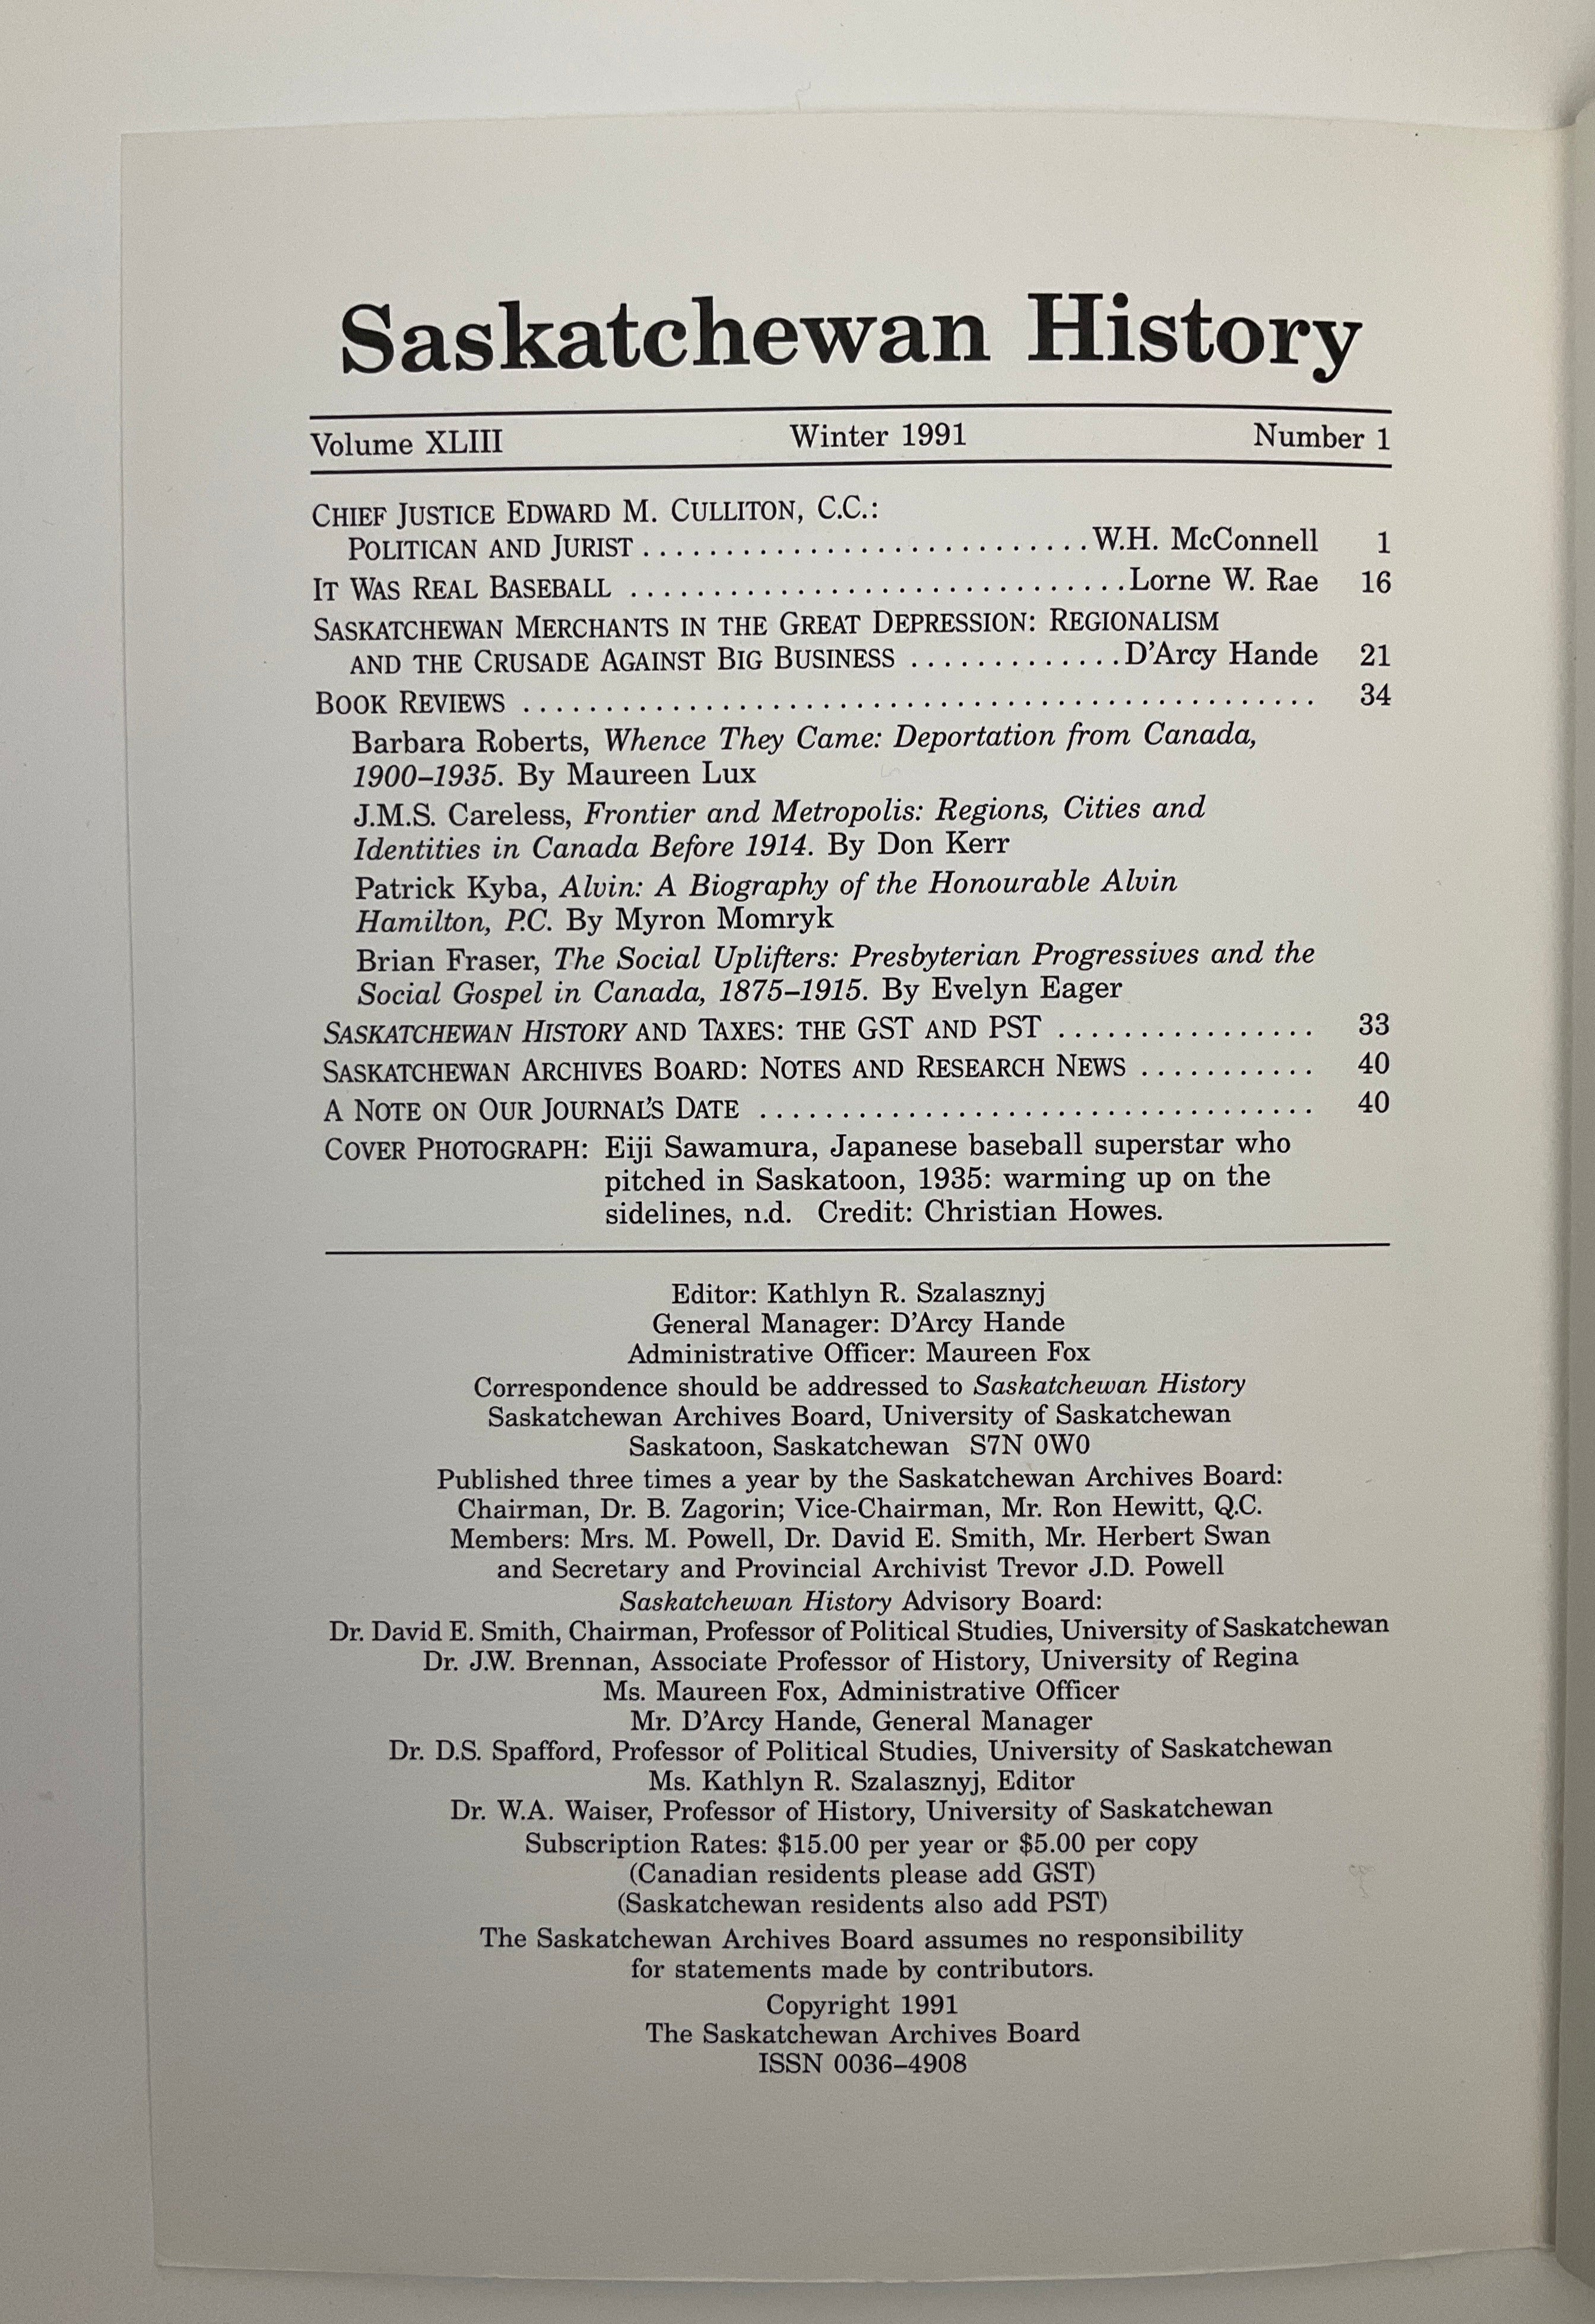 Saskatchewan History
Volume XLIII Winter 1991 Number 1
CHIEF JUSTICE EDWARD M. CULLITON, C.C.:
POLITICAN AND JURIST . . . . . . . . . . . . . . . . . . . . . . . . . . . W.H. McConnell 1
IT WAS REAL BASEBALL . . . . . . . . . . . . . . . . . . . . . . . . . . . . . . Lorne W. Rae 16
SASKATCHEWAN MERCHANTS IN THE GREAT DEPRESSION: REGIONALISM
AND THE CRUSADE AGAINST BIG BUSINESS . . . . . . . . . . . . . D'Arcy Hande 21
BOOK REVIEWS . . . . . . . . . . . . . . . . . . . . . . . . . . . . . . . . . . . . . . . . . . . . . . . . . 34
Barbara Roberts, Whence They Came: Deportation from Canada,
1900–1935. By Maureen Lux
J.M.S. Careless, Frontier and Metropolis: Regions, Cities and
Identities in Canada Before 1914. By Don Kerr
Patrick Kyba, Alvin: A Biography of the Honourable Alvin
Hamilton, P.C. By Myron Momryk
Brian Fraser, The Social Uplifters: Presbyterian Progressives and the
Social Gospel in Canada, 1875–1915. By Evelyn Eager
SASKATCHEWAN HISTORY AND TAXES: THE GST AND PST . . . . . . . . . . . . . . . . 33
SASKATCHEWAN ARCHIVES BOARD: NOTES AND RESEARCH NEWS . . . . . . . . . . . 40
A NOTE ON OUR JOURNAL'S DATE . . . . . . . . . . . . . . . . . . . . . . . . . . . . . . . . . . 40
COVER PHOTOGRAPH: Eiji Sawamura, Japanese baseball superstar who
pitched in Saskatoon, 1935: warming up on the
sidelines, n.d. Credit: Christian Howes.
Editor: Kathlyn R. Szalasznyj
General Manager: D'Arcy Hande
Administrative Officer: Maureen Fox
Correspondence should be addressed to Saskatchewan History
Saskatchewan Archives Board, University of Saskatchewan
Saskatoon, Saskatchewan S7N 0W0
Published three times a year by the Saskatchewan Archives Board:
Chairman, Dr. B. Zagorin; Vice-Chairman, Mr. Ron Hewitt, Q.C.
Members: Mrs. M. Powell, Dr. David E. Smith, Mr. Herbert Swan
and Secretary and Provincial Archivist Trevor J.D. Powell
Saskatchewan History Advisory Board:
Dr. David E. Smith, Chairman, Professor of Political Studies, University of Saskatchewan
Dr. J.W. Brennan, Associate Professor of History, University of Regina
Ms. Maureen Fox, Administrative Officer
Mr. D'Arcy Hande, General Manager
Dr. D.S. Spafford, Professor of Political Studies, University of Saskatchewan
Ms. Kathlyn R. Szalasznyj, Editor
Dr. W.A. Waiser, Professor of History, University of Saskatchewan
Subscription Rates: $15.00 per year or $5.00 per copy
(Canadian residents please add GST)
(Saskatchewan residents also add PST)
The Saskatchewan Archives Board assumes no responsibility
for statements made by contributors.
Copyright 1991
The Saskatchewan Archives Board
ISSN 0036–4908